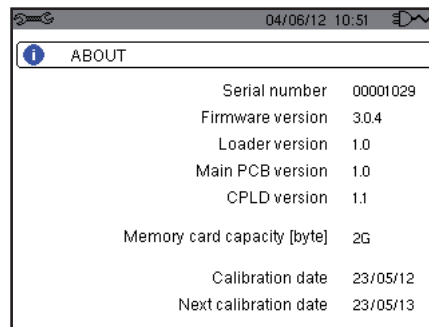 04/06/12 10:51
i ABOUT
Serial number 00001029
Firmware version 3.0.4
Loader version 1.0
Main PCB version 1.0
CPLD version 1.1
Memory card capacity [byte] 2G
Calibration date 23/05/12
Next calibration date 23/05/13